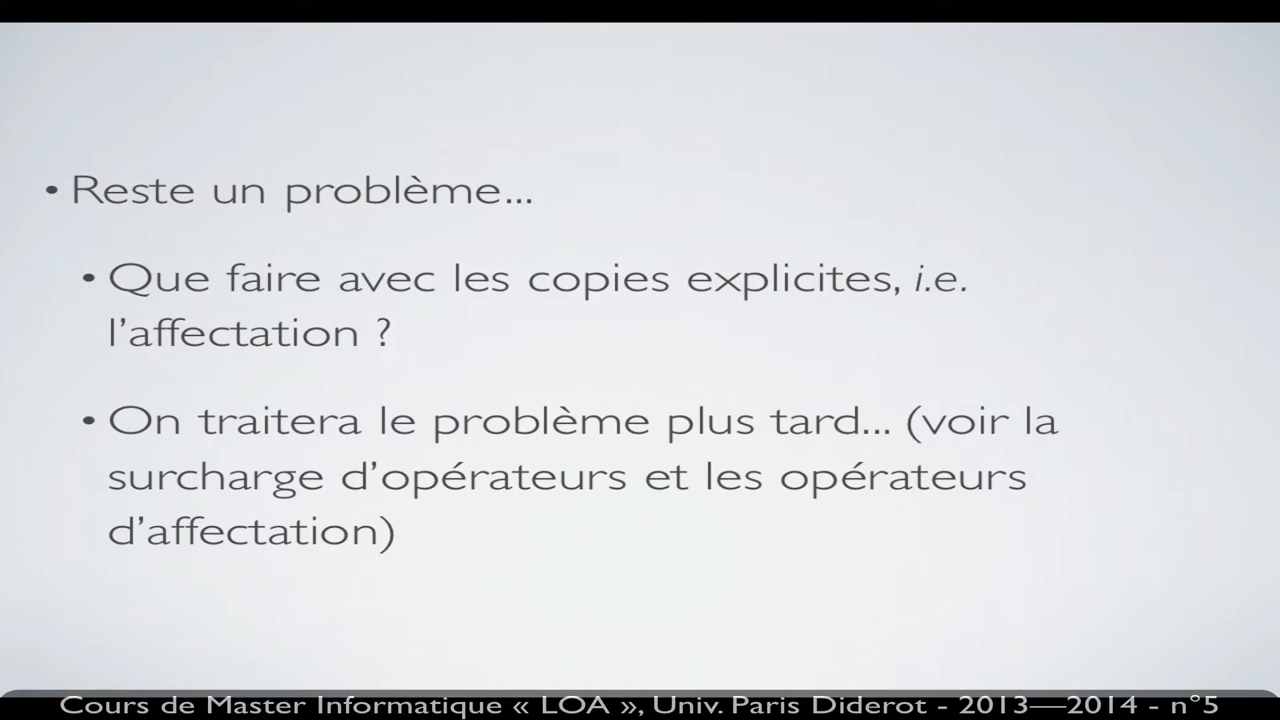 • Reste un problème...
• Que faire avec les copies explicites, i.e.
l’affectation ?
• On traitera le problème plus tard... (voir la
surcharge d’opérateurs et les opérateurs
d’affectation)
Cours de Master Informatique « LOA », Univ. Paris Diderot - 2013—2014 - n°5